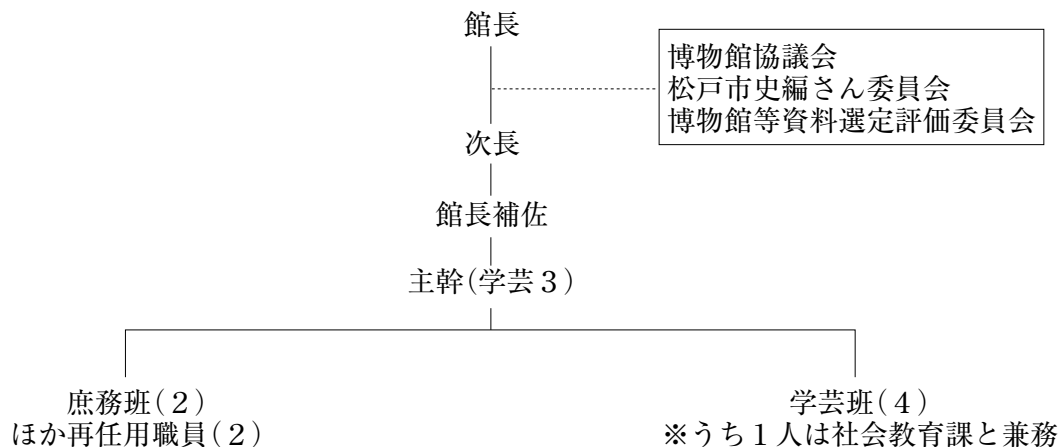 館長
博物館協議会
松戸市史編さん委員会
博物館等資料選定評価委員会
次長
館長補佐
主幹(学芸３)
庶務班(２)
ほか再任用職員(２)
学芸班(４)
※うち１人は社会教育課と兼務